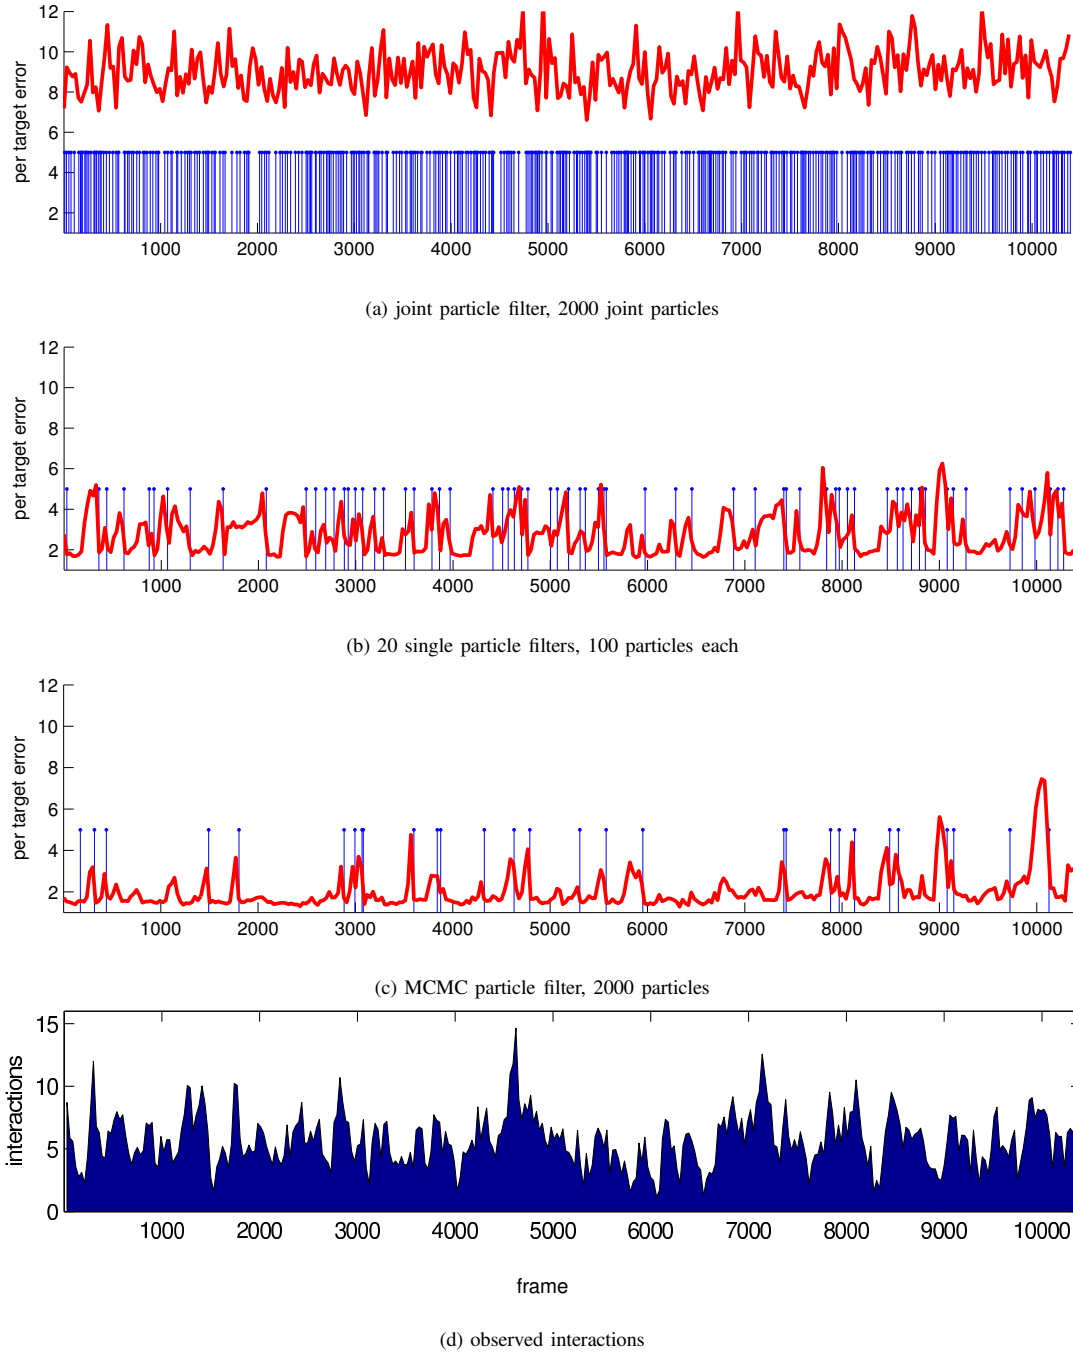 12
10
8
6
4
2
per target error
1000 2000 3000 4000 5000 6000 7000 8000 9000 10000
(a) joint particle filter, 2000 joint particles
12
10
8
6
4
2
per target error
1000 2000 3000 4000 5000 6000 7000 8000 9000 10000
(b) 20 single particle filters, 100 particles each
12
10
8
6
4
2
per target error
1000 2000 3000 4000 5000 6000 7000 8000 9000 10000
(c) MCMC particle filter, 2000 particles
15
10
5
0
interactions
1000 2000 3000 4000 5000 6000 7000 8000 9000 10000
frame
(d) observed interactions